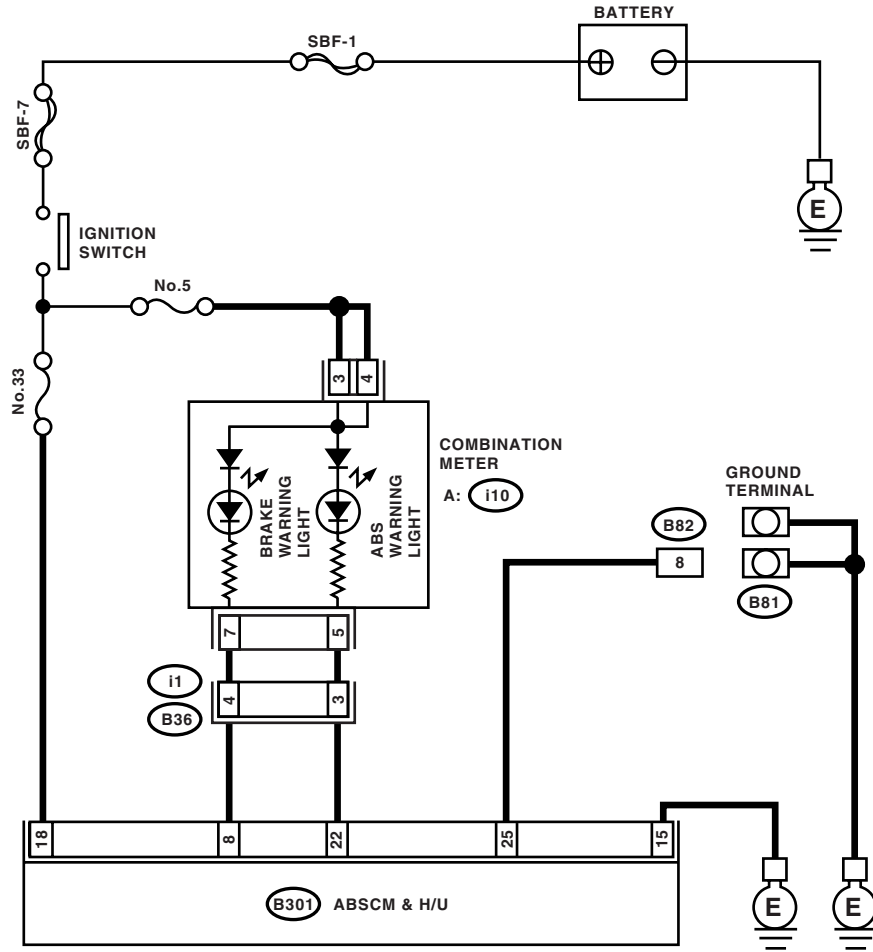 BATTERY
SBF-1
SBF-7
E
IGNITION
SWITCH
No.5
No.33
3
4
COMBINATION
METER
A: i10
BRAKE
WARNING
LIGHT
ABS
WARNING
LIGHT
GROUND
TERMINAL
B82
8
B81
7
5
i1
4
3
B36
18
8
22
25
15
B301 ABSCM & H/U
E
E